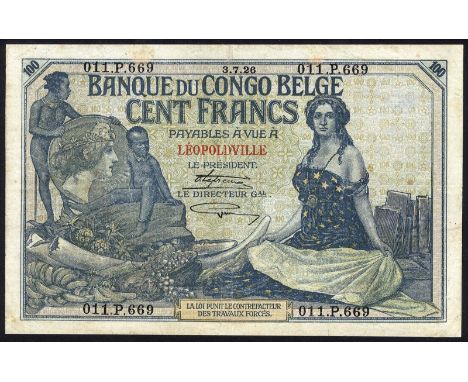 011.P.669 3.7.26 011.P.669
100 100
BANQUE DU CONGO BELGE
CENT FRANCS
PAYABLES À VUE À
LÉOPOLDVILLE
LE PRÉSIDENT.
LE DIRECTEUR GAL
011.P.669 011.P.669
LA LOI PUNIT LE CONTREFACTEUR
DES TRAVAUX FORCÉS.